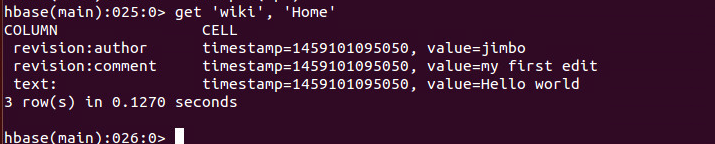 hbase(main):025:0> get 'wiki', 'Home'
COLUMN CELL
revision:author timestamp=1459101095050, value=jimbo
revision:comment timestamp=1459101095050, value=my first edit
text: timestamp=1459101095050, value=Hello world
3 row(s) in 0.1270 seconds
hbase(main):026:0>